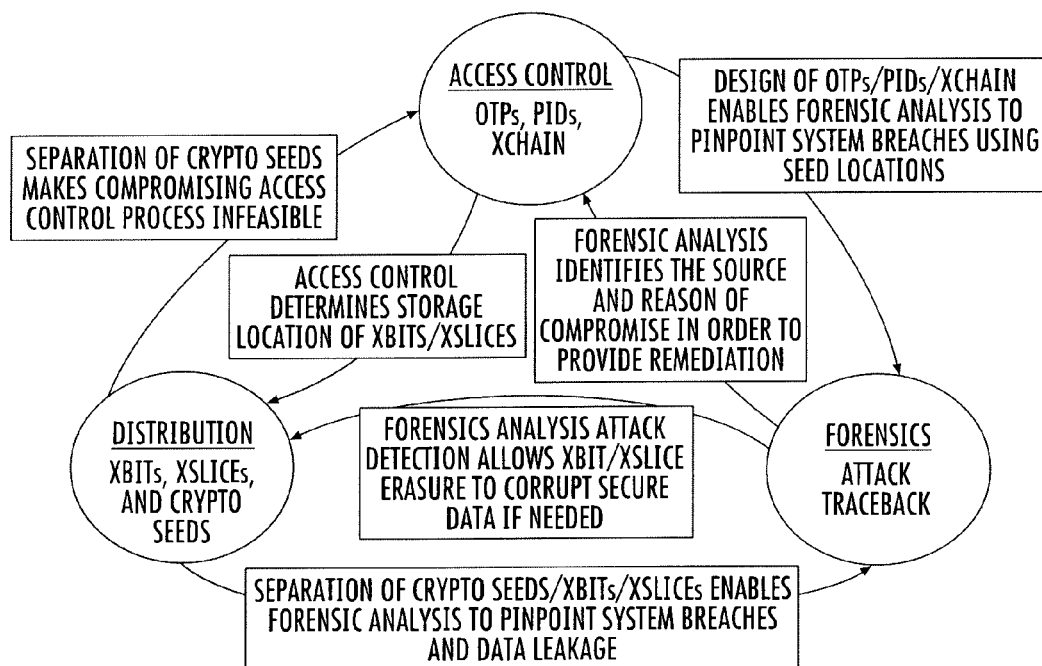 ACCESS CONTROL
OTPs, PIDs,
XCHAIN
DESIGN OF OTPs/PIDs/XCHAIN
ENABLES FORENSIC ANALYSIS TO
PINPOINT SYSTEM BREACHES USING
SEED LOCATIONS
SEPARATION OF CRYPTO SEEDS
MAKES COMPROMISING ACCESS
CONTROL PROCESS INFEASIBLE
FORENSIC ANALYSIS
IDENTIFIES THE SOURCE
AND REASON OF
COMPROMISE IN ORDER TO
PROVIDE REMEDIATION
ACCESS CONTROL
DETERMINES STORAGE
LOCATION OF XBITS/XSLICES
DISTRIBUTION
XBITs, XSLICEs,
AND CRYPTO
SEEDS
FORENSICS ANALYSIS ATTACK
DETECTION ALLOWS XBIT/XSLICE
ERASURE TO CORRUPT SECURE
DATA IF NEEDED
FORENSICS
ATTACK
TRACEBACK
SEPARATION OF CRYPTO SEEDS/XBITs/XSLICEs ENABLES
FORENSIC ANALYSIS TO PINPOINT SYSTEM BREACHES
AND DATA LEAKAGE